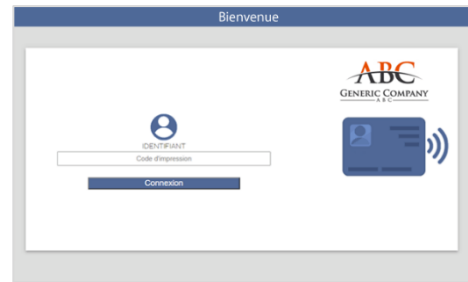 Bienvenue
ABC
GENERIC COMPANY
ABC
IDENTIFIANT
Code d'impression
Connexion